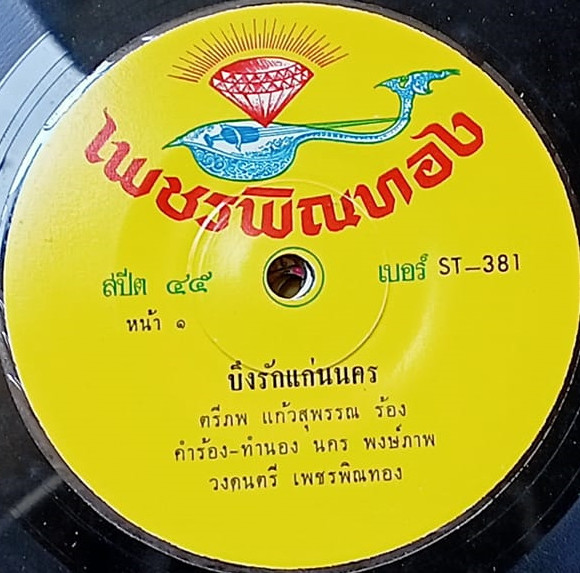 เพชรพิณทอง
สปีด ๔๕
เบอร์ ST-381
หน้า ๑
บึงรักแก่นนคร
ตรีภพ แก้วสุพรรณ ร้อง
คำร้อง-ทำนอง นคร พงษ์ภาพ
วงดนตรี เพชรพิณทอง